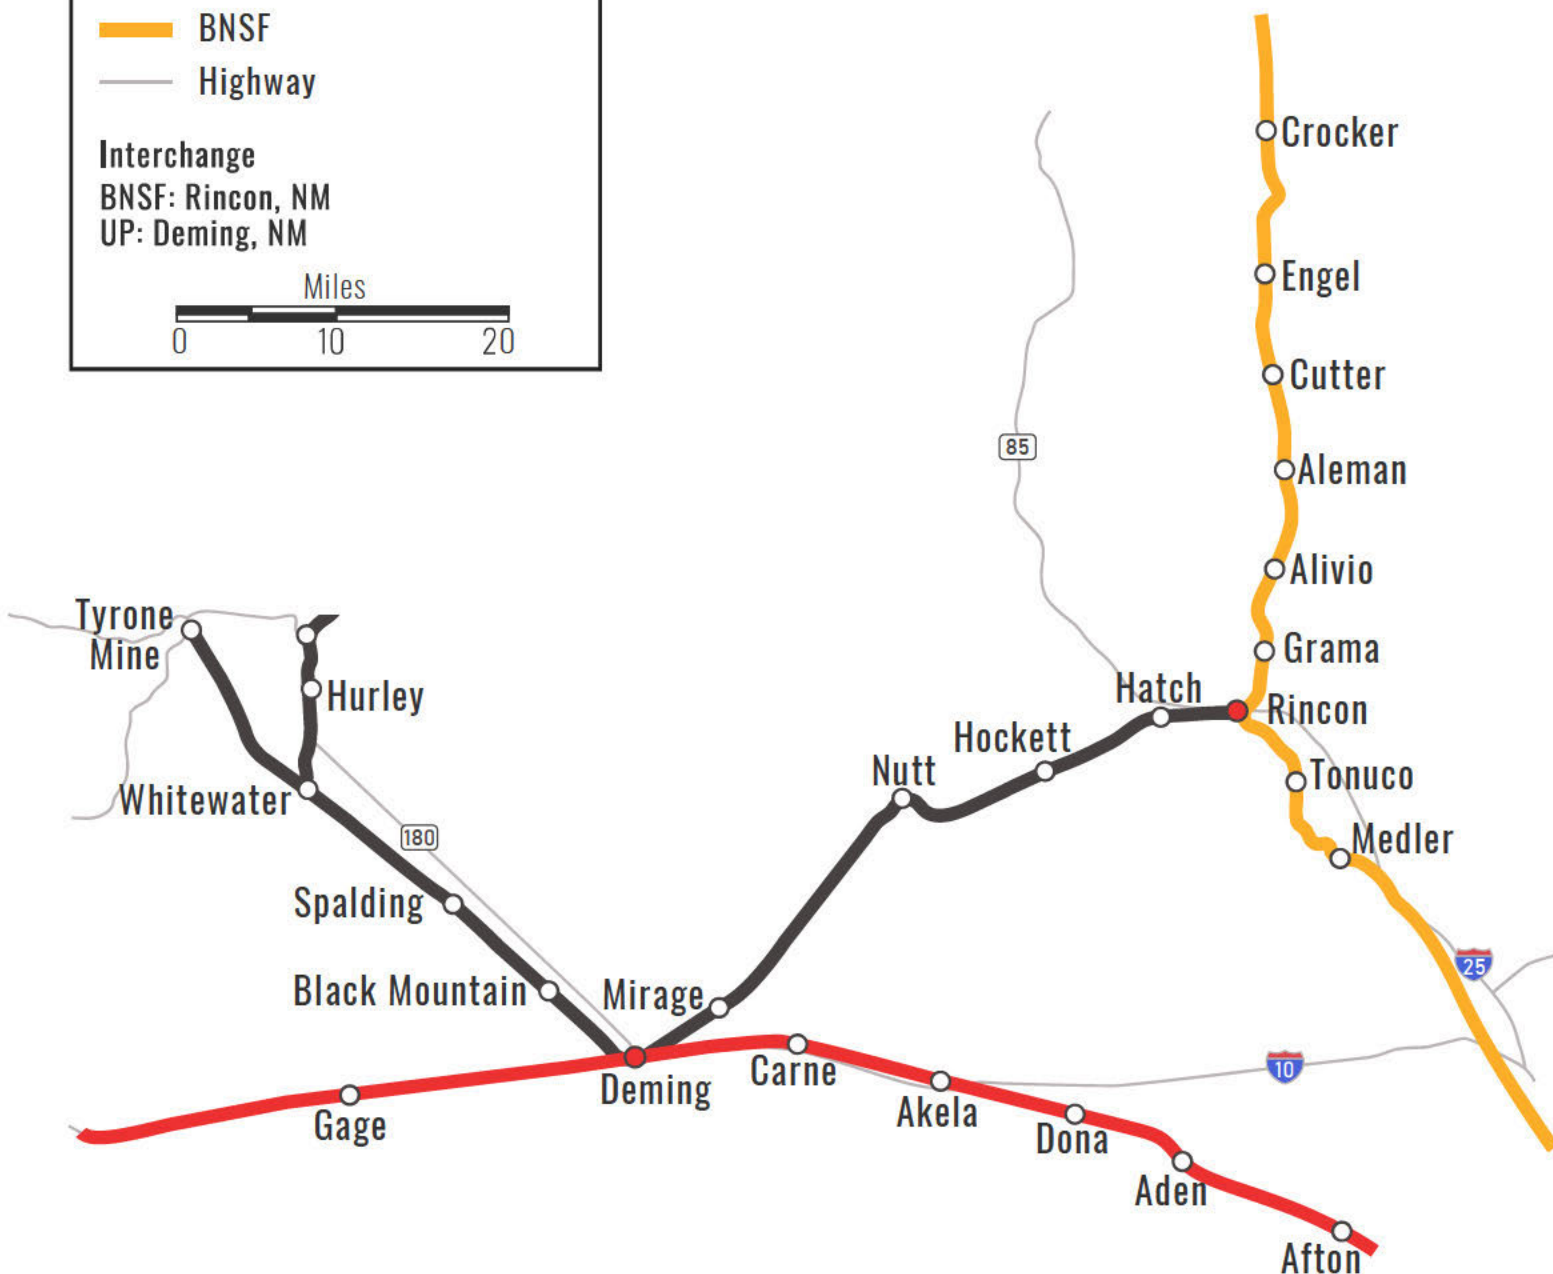 BNSF
Highway
Interchange
BNSF: Rincon, NM
UP: Deming, NM
Miles
0 10 20
Crocker
Engel
Cutter
85
Aleman
Alivio
Tyrone
Mine
Grama
Hurley
Hatch
Rincon
Hockett
Nutt
Tonuco
Whitewater
180
Medler
Spalding
25
Black Mountain
Mirage
10
Deming
Carne
Gage
Akela
Dona
Aden
Afton